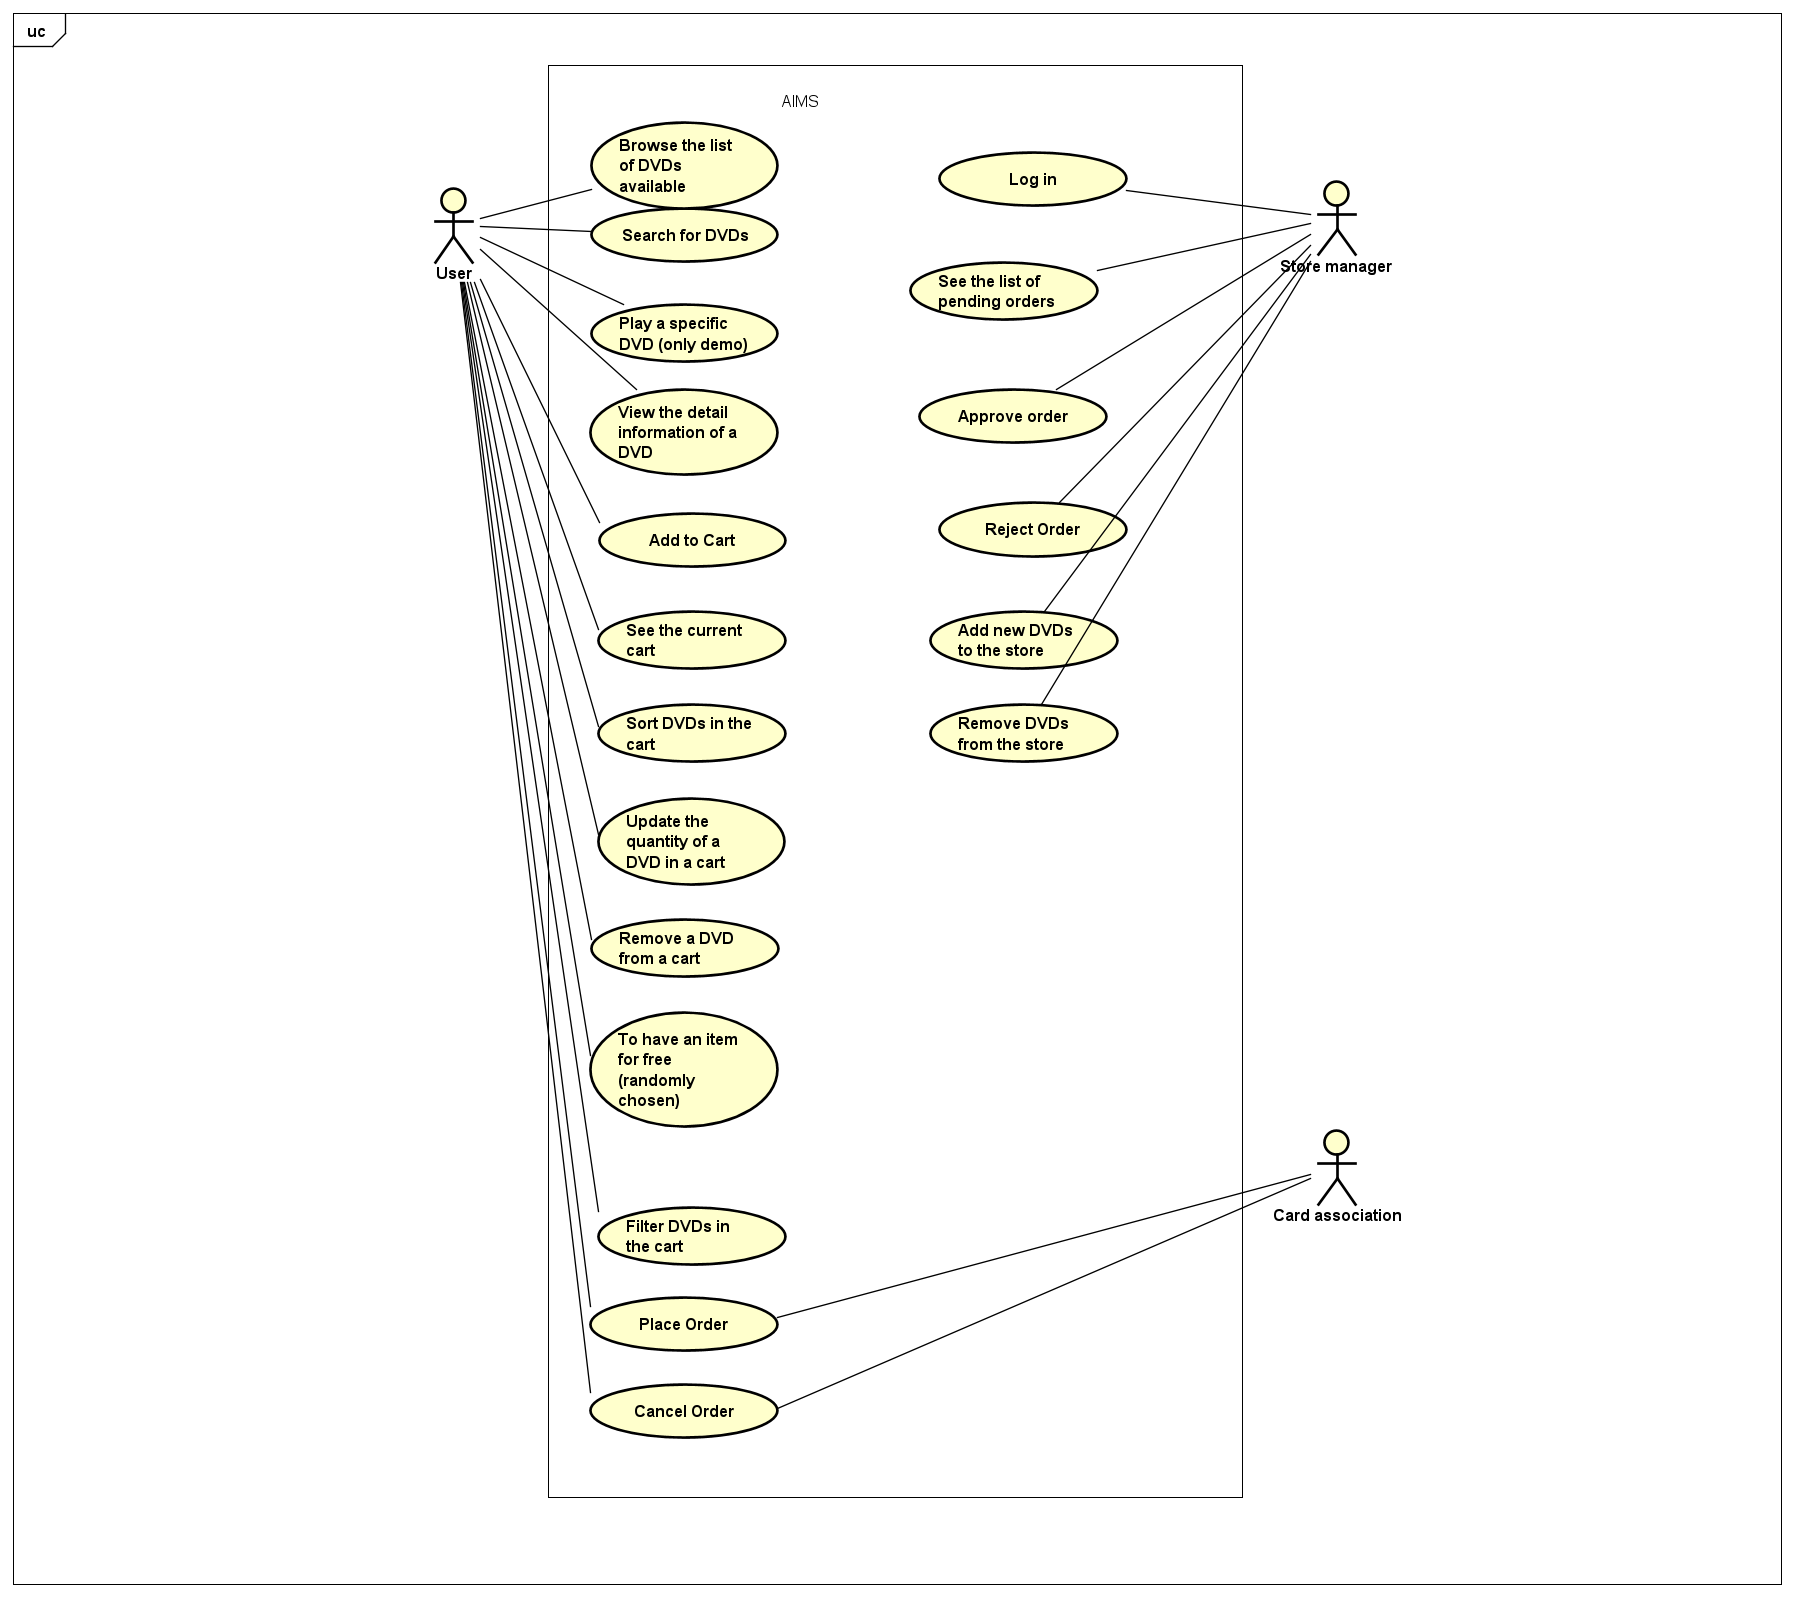 uc
AIMS
Browse the list
of DVDs
available
Search for DVDs
Play a specific
DVD (only demo)
View the detail
information of a
DVD
Add to Cart
See the current
cart
Sort DVDs in the
cart
Update the
quantity of a
DVD in a cart
Remove a DVD
from a cart
To have an item
for free
(randomly
chosen)
Filter DVDs in
the cart
Place Order
Cancel Order
User
Log in
See the list of
pending orders
Approve order
Reject Order
Add new DVDs
to the store
Remove DVDs
from the store
Store manager
Card association